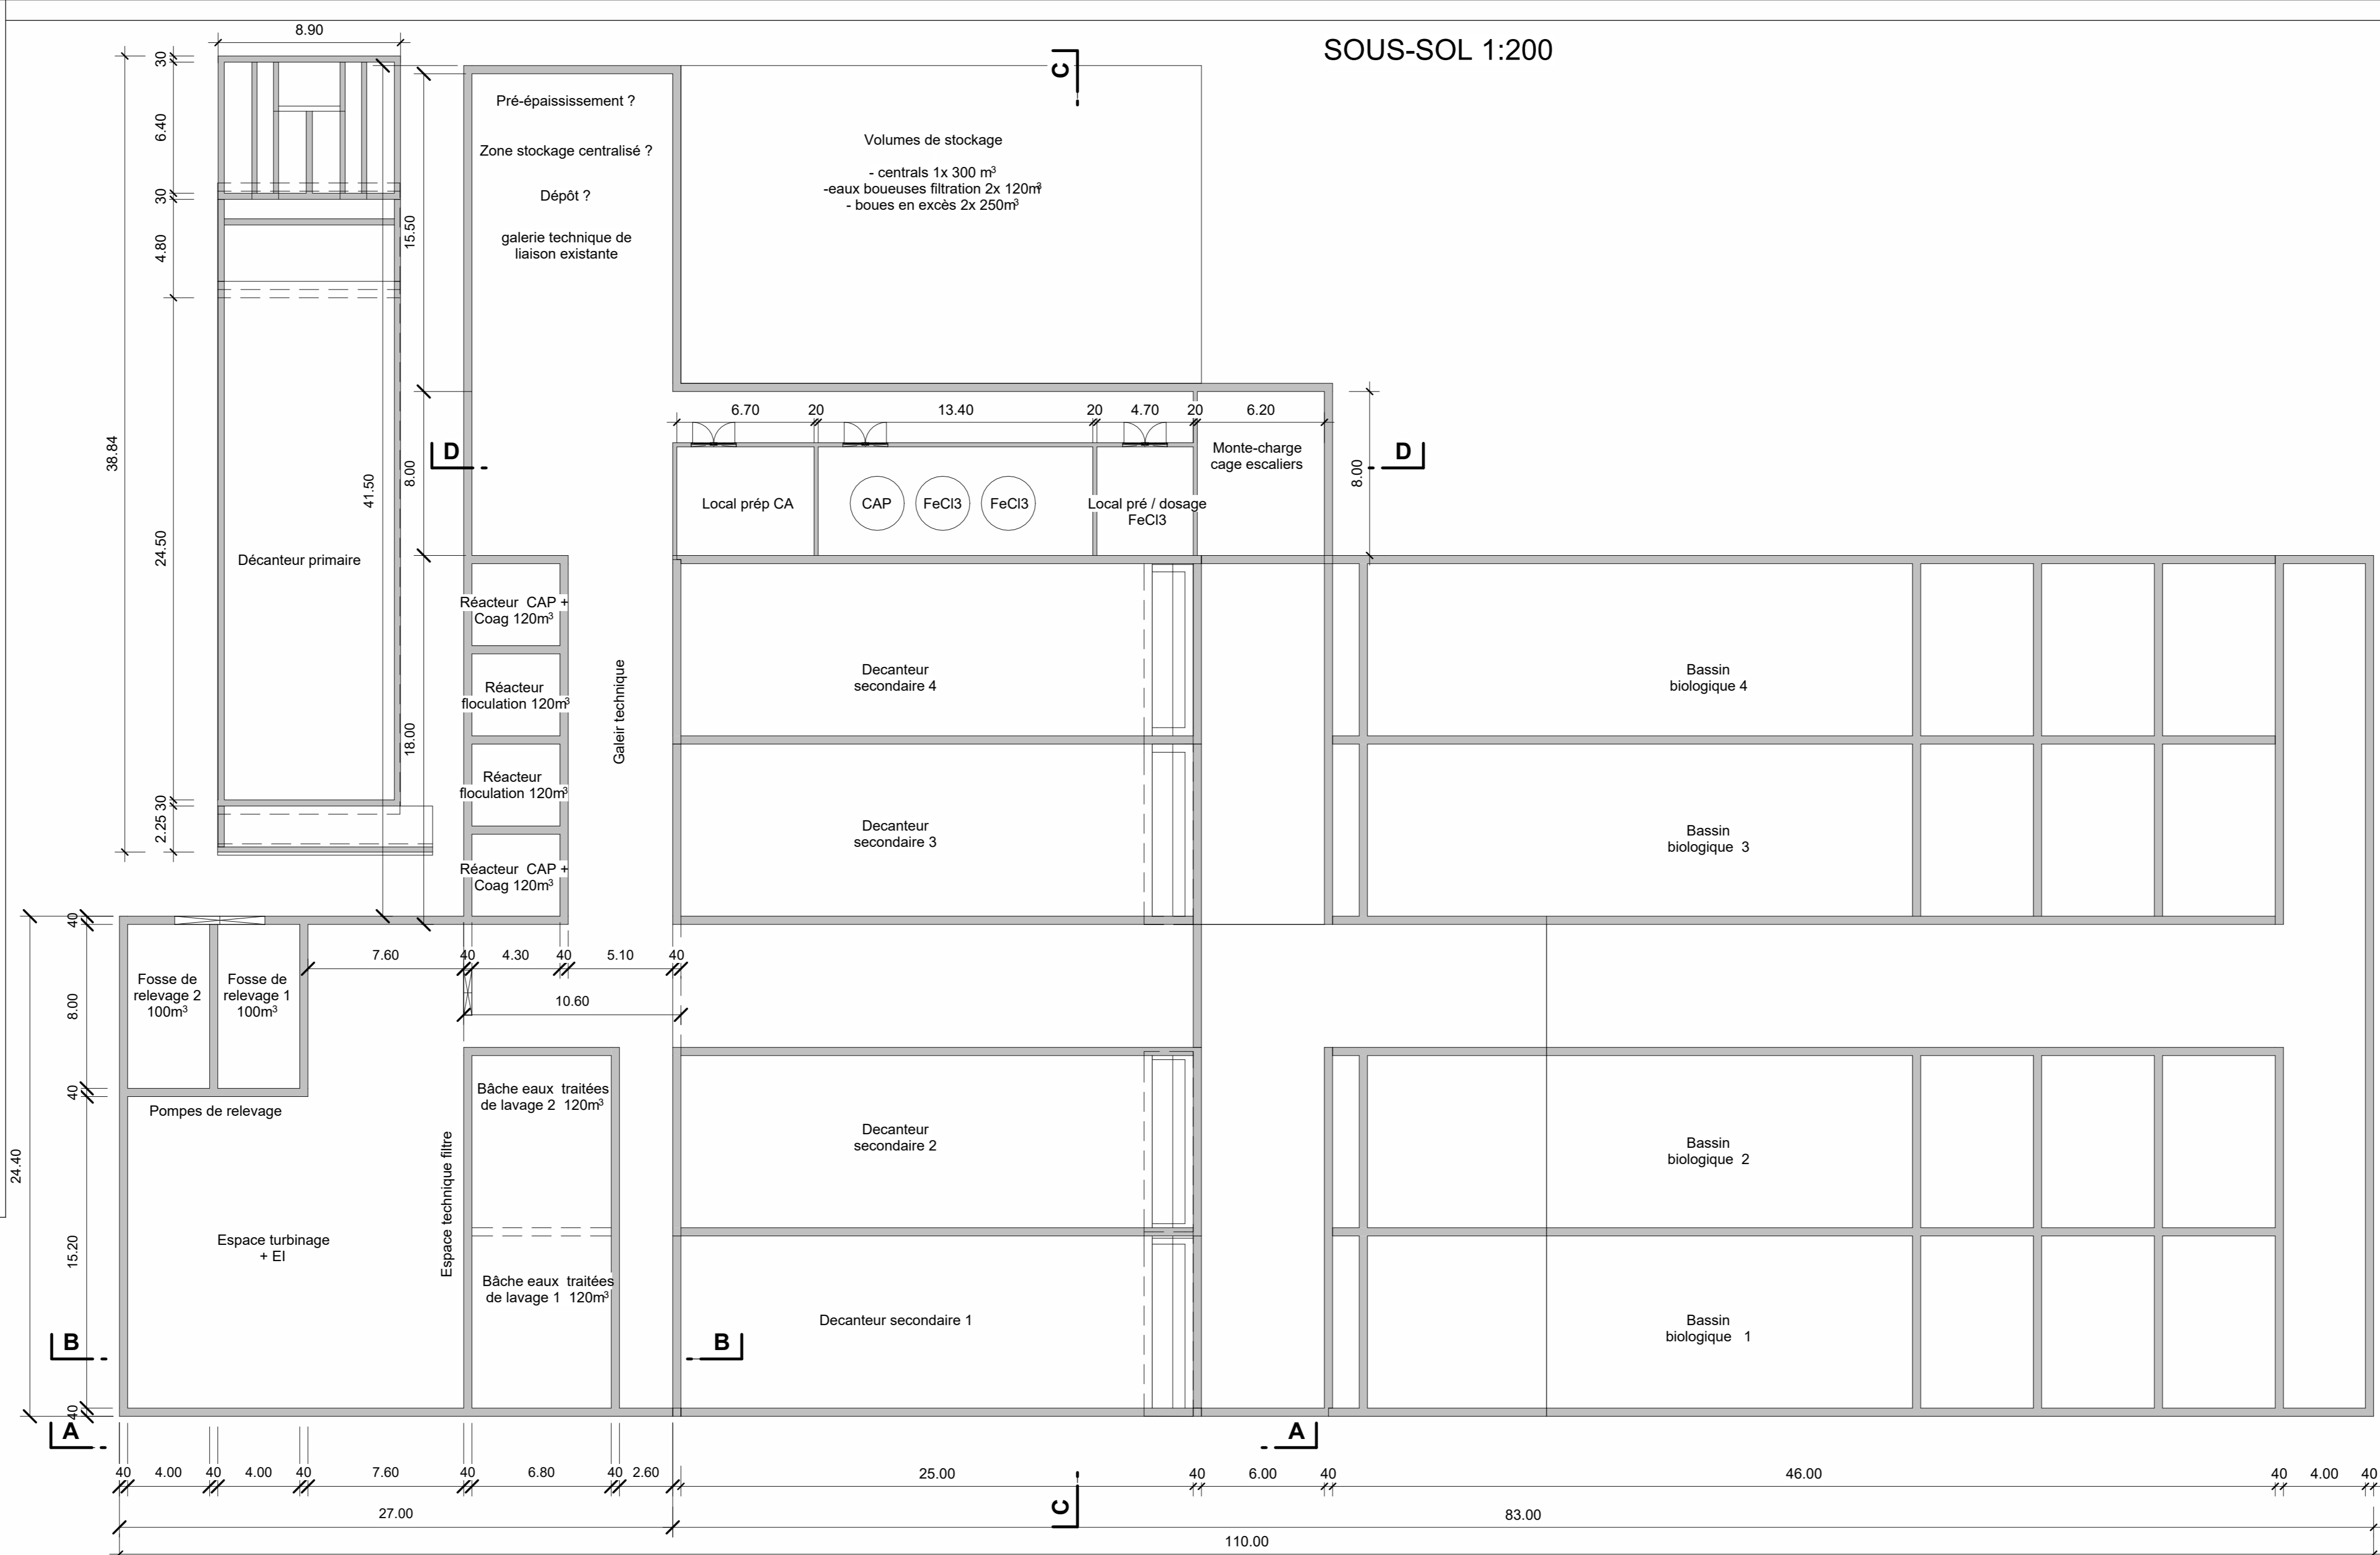 SOUS-SOL 1:200
8.90
C
30
6.40
30
4.80
38.84
24.50
30
2.25
41.50
15.50
8.00
18.00
Pré-épaississement ?
Zone stockage centralisé ?
Dépôt ?
galerie technique de
liaison existante
Volumes de stockage
- centrals 1x 300 m³
-eaux boueuses filtration 2x 120m³
- boues en excès 2x 250m³
6.70
20
13.40
20
4.70
20
6.20
D
D
8.00
Monte-charge
cage escaliers
Local prép CA
CAP
FeCl3
FeCl3
Local pré / dosage
FeCl3
Décanteur primaire
Réacteur CAP +
Coag 120m³
Réacteur
floculation 120m³
Réacteur
floculation 120m³
Réacteur CAP +
Coag 120m³
Galeir technique
Decanteur
secondaire 4
Bassin
biologique 4
Decanteur
secondaire 3
Bassin
biologique 3
40
8.00
40
24.40
15.20
40
7.60
40
4.30
40
5.10
40
10.60
Fosse de
relevage 2
100m³
Fosse de
relevage 1
100m³
Pompes de relevage
Espace technique filtre
Bâche eaux traitées
de lavage 2 120m³
Decanteur
secondaire 2
Bassin
biologique 2
Espace turbinage
+ EI
Bâche eaux traitées
de lavage 1 120m³
Decanteur secondaire 1
Bassin
biologique 1
B
B
A
A
40
4.00
40
4.00
40
7.60
40
6.80
40
2.60
25.00
40
6.00
40
46.00
40
4.00
40
C
27.00
83.00
110.00